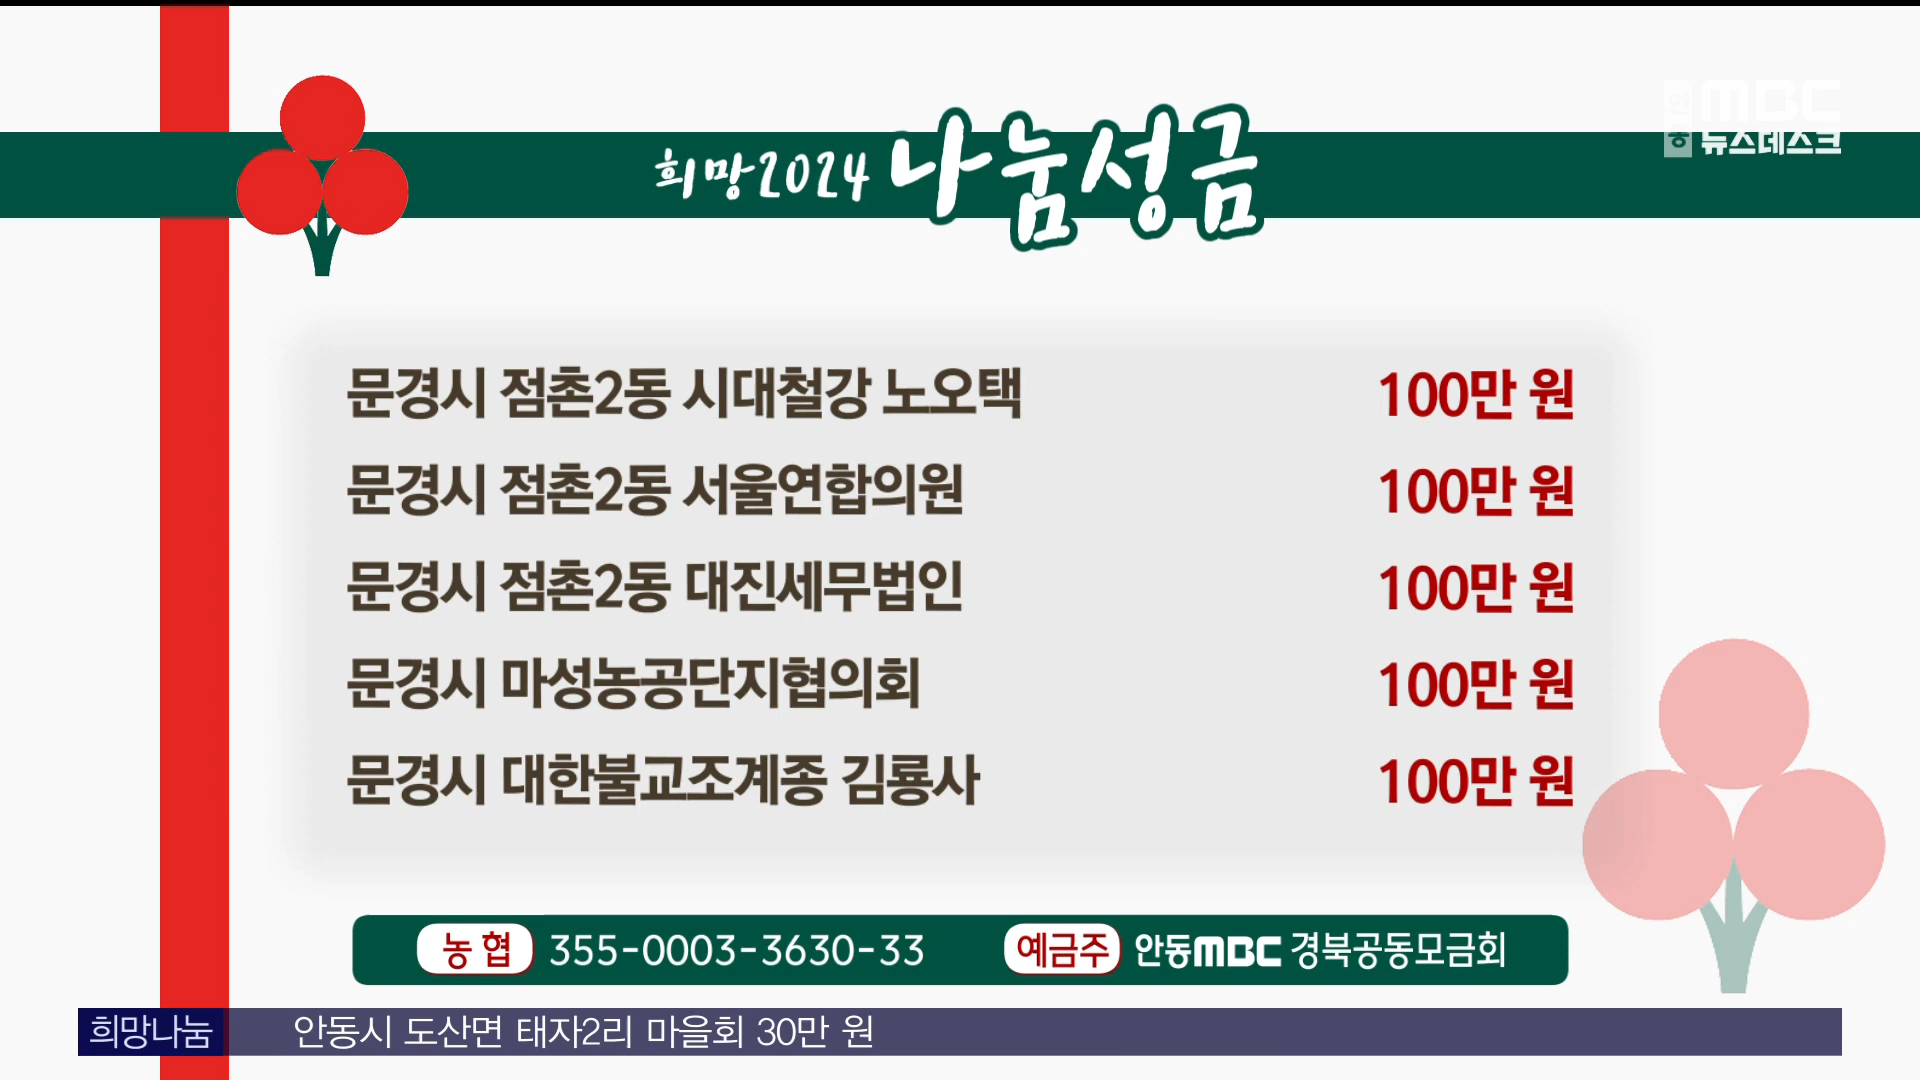 희망2024 나눔성금
안동 MBC
뉴스데스크
문경시 점촌2동 시대철강 노오택 100만 원
문경시 점촌2동 서울연합의원 100만 원
문경시 점촌2동 대진세무법인 100만 원
문경시 마성농공단지협의회 100만 원
문경시 대한불교조계종 김룡사 100만 원
농협 355-0003-3630-33 예금주 안동MBC 경북공동모금회
희망나눔 안동시 도산면 태자2리 마을회 30만 원